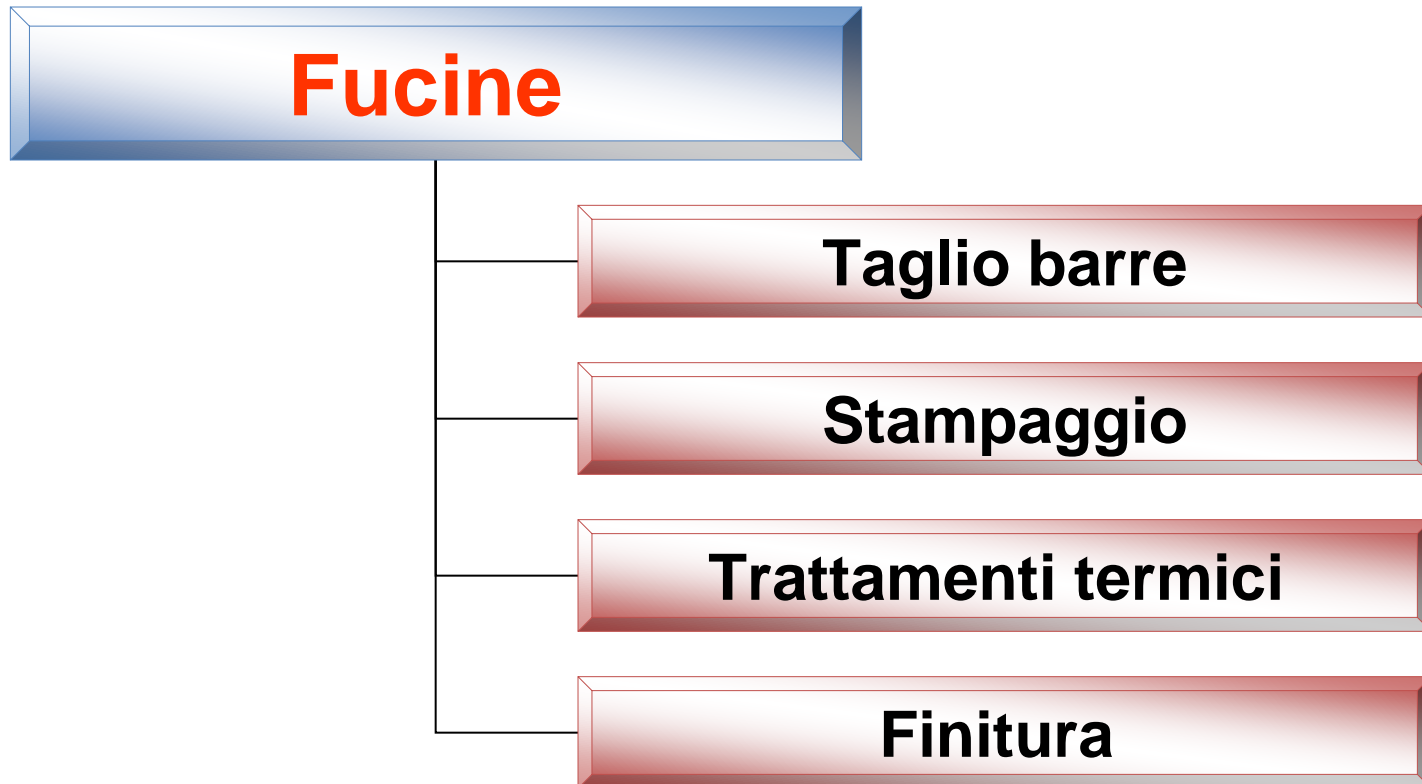 Fucine
Taglio barre
Stampaggio
Trattamenti termici
Finitura